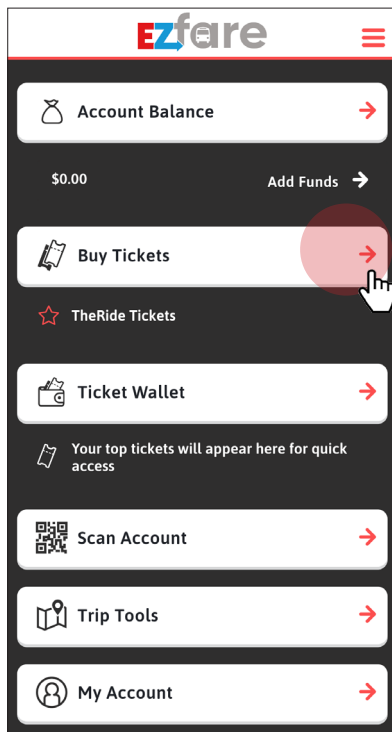 EZfare
Account Balance
$0.00
Add Funds
Buy Tickets
TheRide Tickets
Ticket Wallet
Your top tickets will appear here for quick
access
Scan Account
Trip Tools
My Account